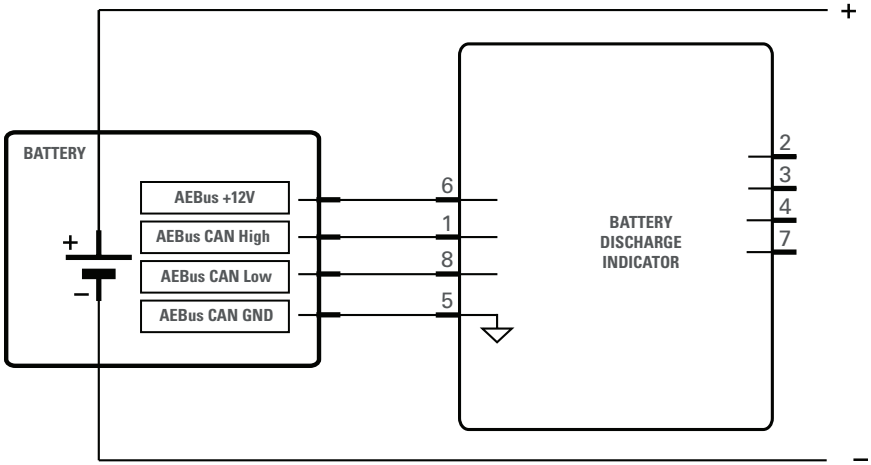 +
BATTERY
AEBus +12V
6
AEBus CAN High
1
AEBus CAN Low
8
AEBus CAN GND
5
+
−
BATTERY
DISCHARGE
INDICATOR
2
3
4
7
−